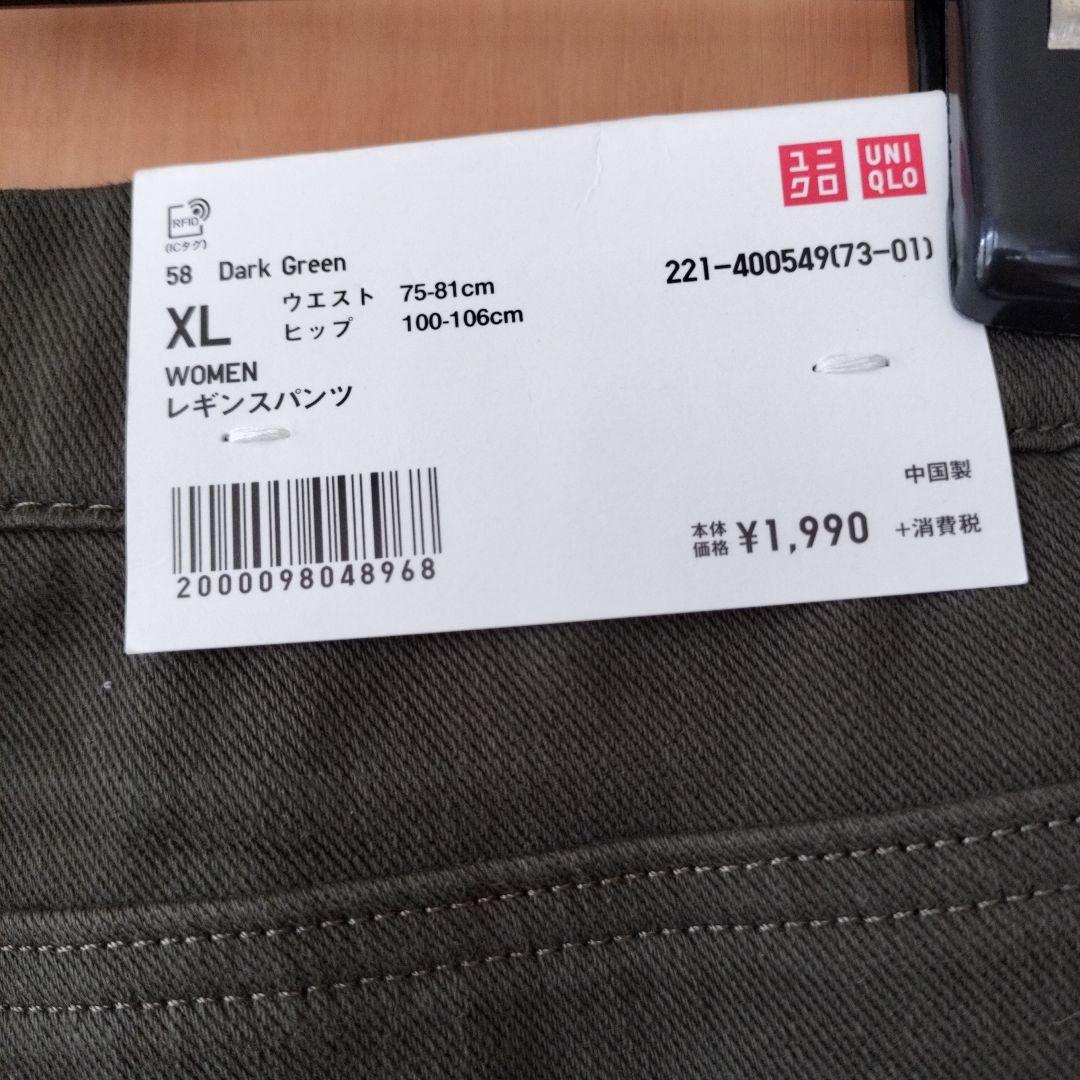 ユニ
クロ
UNI
QLO
RFID
(ICタグ)
58 Dark Green
221-400549(73-01)
XL
ウエスト 75-81cm
ヒップ 100-106cm
WOMEN
レギンスパンツ
中国製
本体
価格 ¥1,990 +消費税
2000098048968